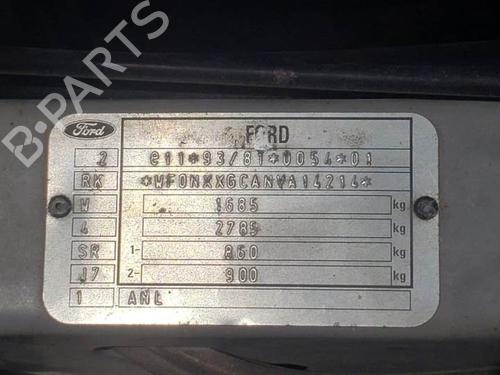 Ford
FORD
2 e11*93/81*0054*01
RK *WF0NXXGCANVA14214*
W 1685 kg
4 2785 kg
SR 1- 860 kg
J7 2- 900 kg
1 ANL
B-PARTS